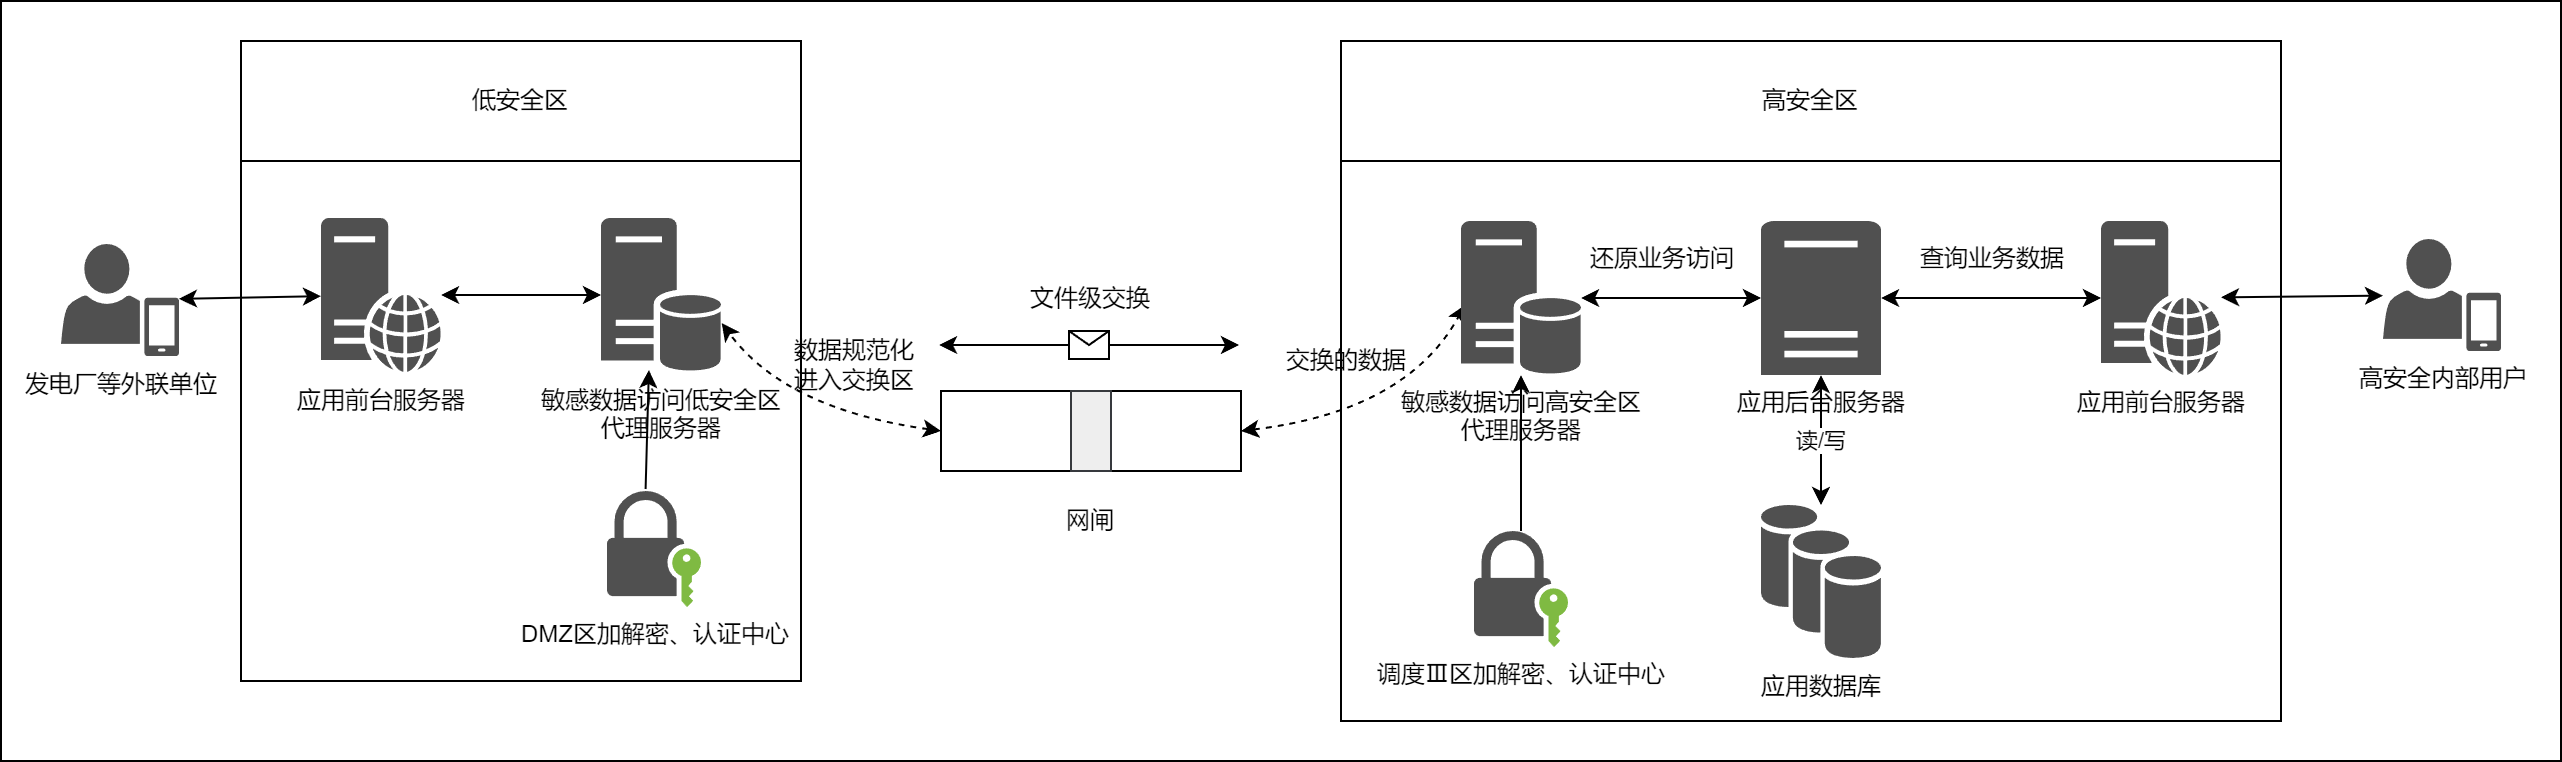 低安全区
高安全区
发电厂等外联单位
应用前台服务器
敏感数据访问低安全区
代理服务器
DMZ区加解密、认证中心
数据规范化
进入交换区
文件级交换
网闸
交换的数据
敏感数据访问高安全区
代理服务器
调度Ⅲ区加解密、认证中心
还原业务访问
应用后台服务器
读/写
应用数据库
查询业务数据
应用前台服务器
高安全内部用户